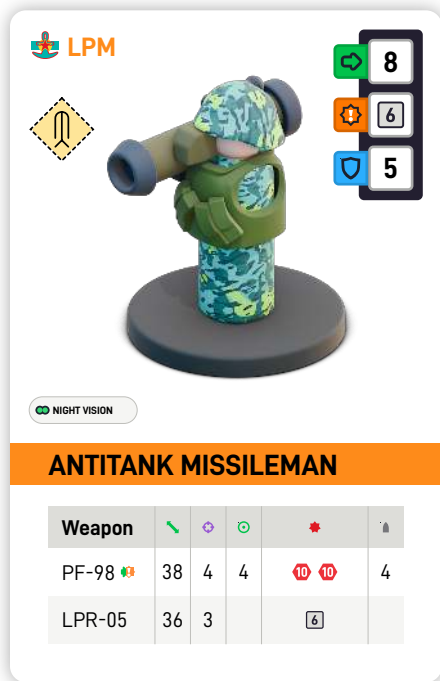 LPM
8
6
5
NIGHT VISION
ANTITANK MISSILEMAN
Weapon
PF-98 38 4 4 10 10 4
LPR-05 36 3 6